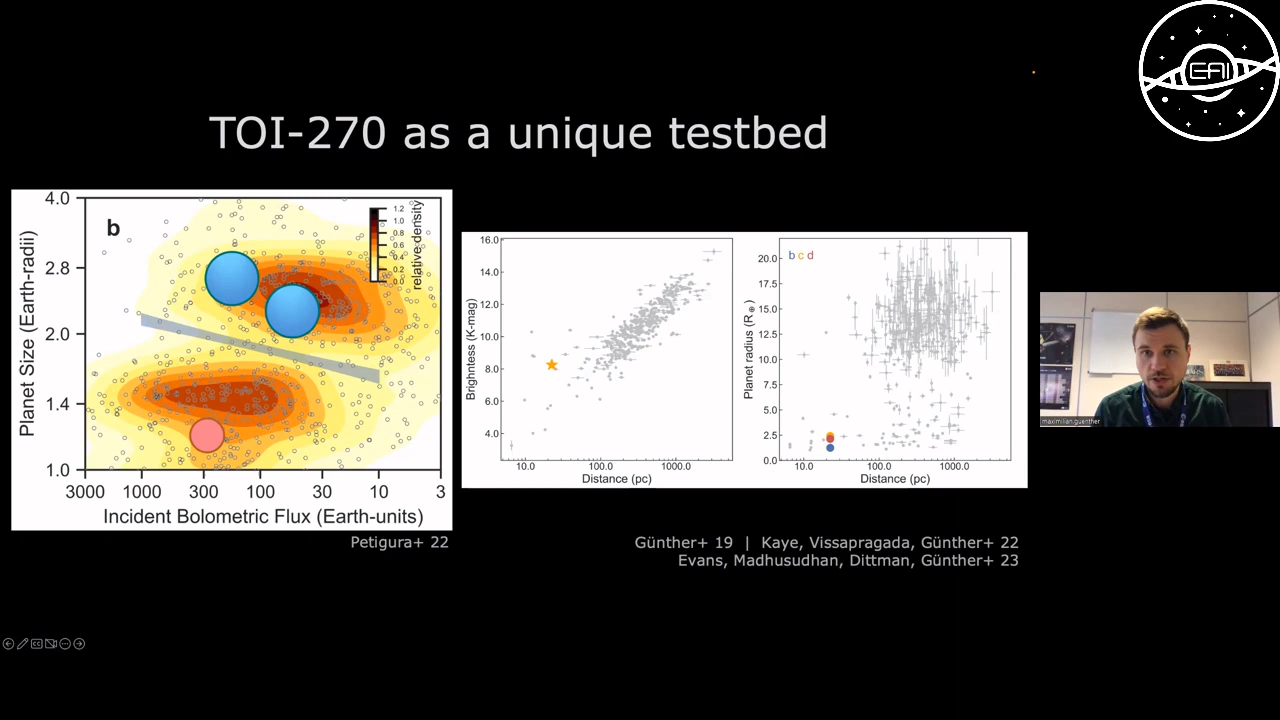 EAI
TOI-270 as a unique testbed
b
relative density
1.2
1.0
0.8
0.6
0.4
0.2
0.0
Planet Size (Earth-radii)
4.0
2.8
2.0
1.4
1.0
3000 1000 300 100 30 10 3
Incident Bolometric Flux (Earth-units)
Petigura+ 22
Brightness (K-mag)
16.0
14.0
12.0
10.0
8.0
6.0
4.0
10.0 100.0 1000.0
Distance (pc)
b c d
Planet radius (R⊕)
20.0
17.5
15.0
12.5
10.0
7.5
5.0
2.5
0.0
10.0 100.0 1000.0
Distance (pc)
Günther+ 19 | Kaye, Vissapragada, Günther+ 22
Evans, Madhusudhan, Dittman, Günther+ 23
maximilian.guenther
CC